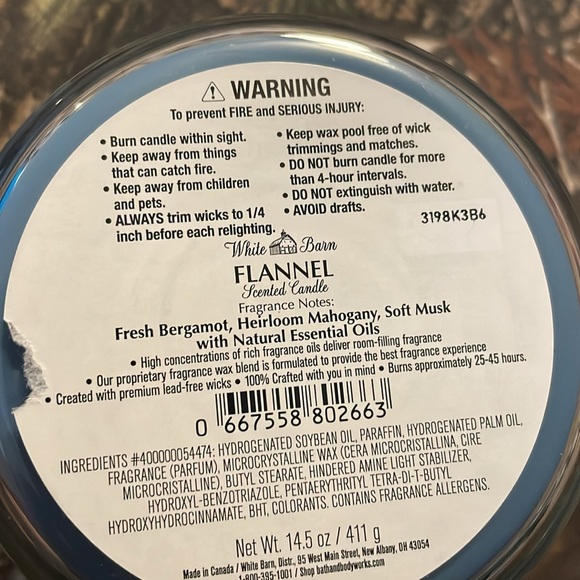 ⚠ WARNING
To prevent FIRE and SERIOUS INJURY:
• Burn candle within sight.
• Keep away from things
that can catch fire.
• Keep away from children
and pets.
• ALWAYS trim wicks to 1/4
inch before each relighting.
• Keep wax pool free of wick
trimmings and matches.
• DO NOT burn candle for more
than 4-hour intervals.
• DO NOT extinguish with water.
• AVOID drafts.
3198K3B6
White Barn
FLANNEL
Scented Candle
Fragrance Notes:
Fresh Bergamot, Heirloom Mahogany, Soft Musk
with Natural Essential Oils
• High concentrations of rich fragrance oils deliver room-filling fragrance
• Our proprietary fragrance wax blend is formulated to provide the best fragrance experience
• Created with premium lead-free wicks • 100% Crafted with you in mind • Burns approximately 25-45 hours.
0 667558 802663
INGREDIENTS #400000054474: HYDROGENATED SOYBEAN OIL, PARAFFIN, HYDROGENATED PALM OIL,
FRAGRANCE (PARFUM), MICROCRYSTALLINE WAX (CERA MICROCRISTALLINA, CIRE
MICROCRISTALLINE), BUTYL STEARATE, HINDERED AMINE LIGHT STABILIZER,
HYDROXYL-BENZOTRIAZOLE, PENTAERYTHRITYL TETRA-DI-T-BUTYL
HYDROXYHYDROCINNAMATE, BHT, COLORANTS. CONTAINS FRAGRANCE ALLERGENS.
Net Wt. 14.5 oz / 411 g
Made in Canada / White Barn, Distr., 95 West Main Street, New Albany, OH 43054
1-800-395-1001 / Shop bathandbodyworks.com